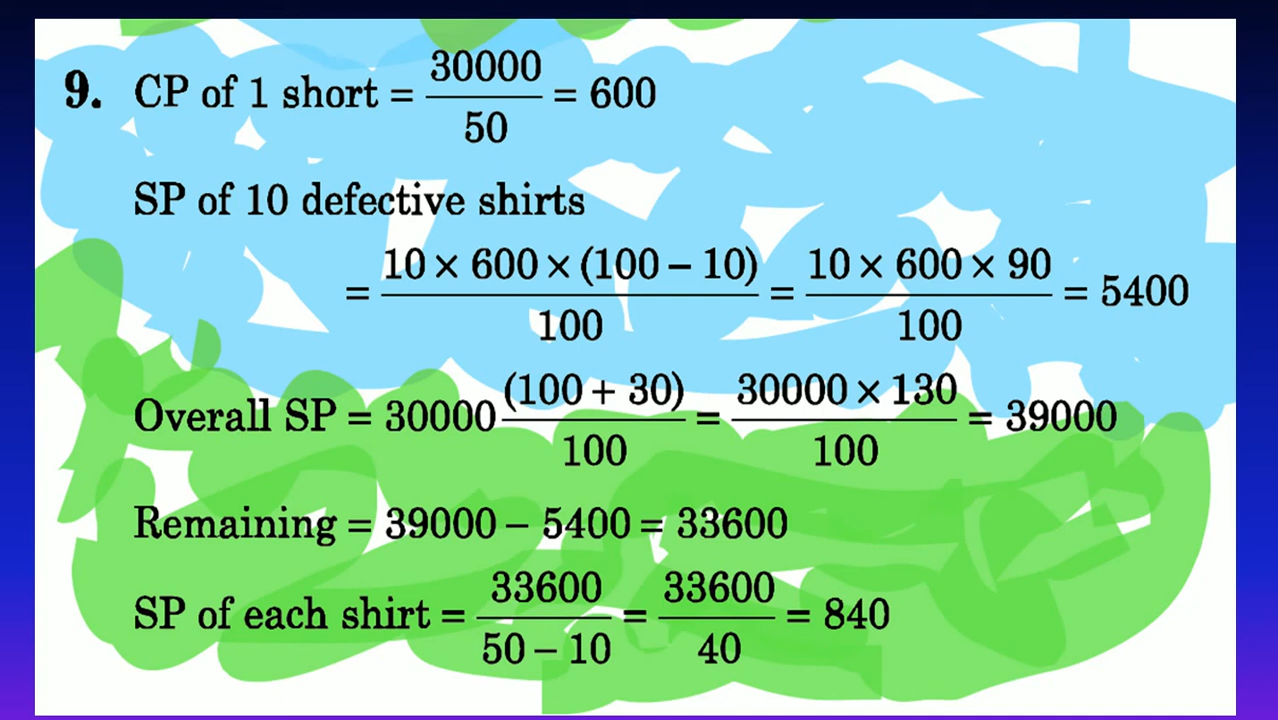 9. CP of 1 short = 30000/50 = 600
SP of 10 defective shirts
= 10 × 600 × (100 – 10)/100 = 10 × 600 × 90/100 = 5400
Overall SP = 30000 (100 + 30)/100 = 30000 × 130/100 = 39000
Remaining = 39000 – 5400 = 33600
SP of each shirt = 33600/50 – 10 = 33600/40 = 840